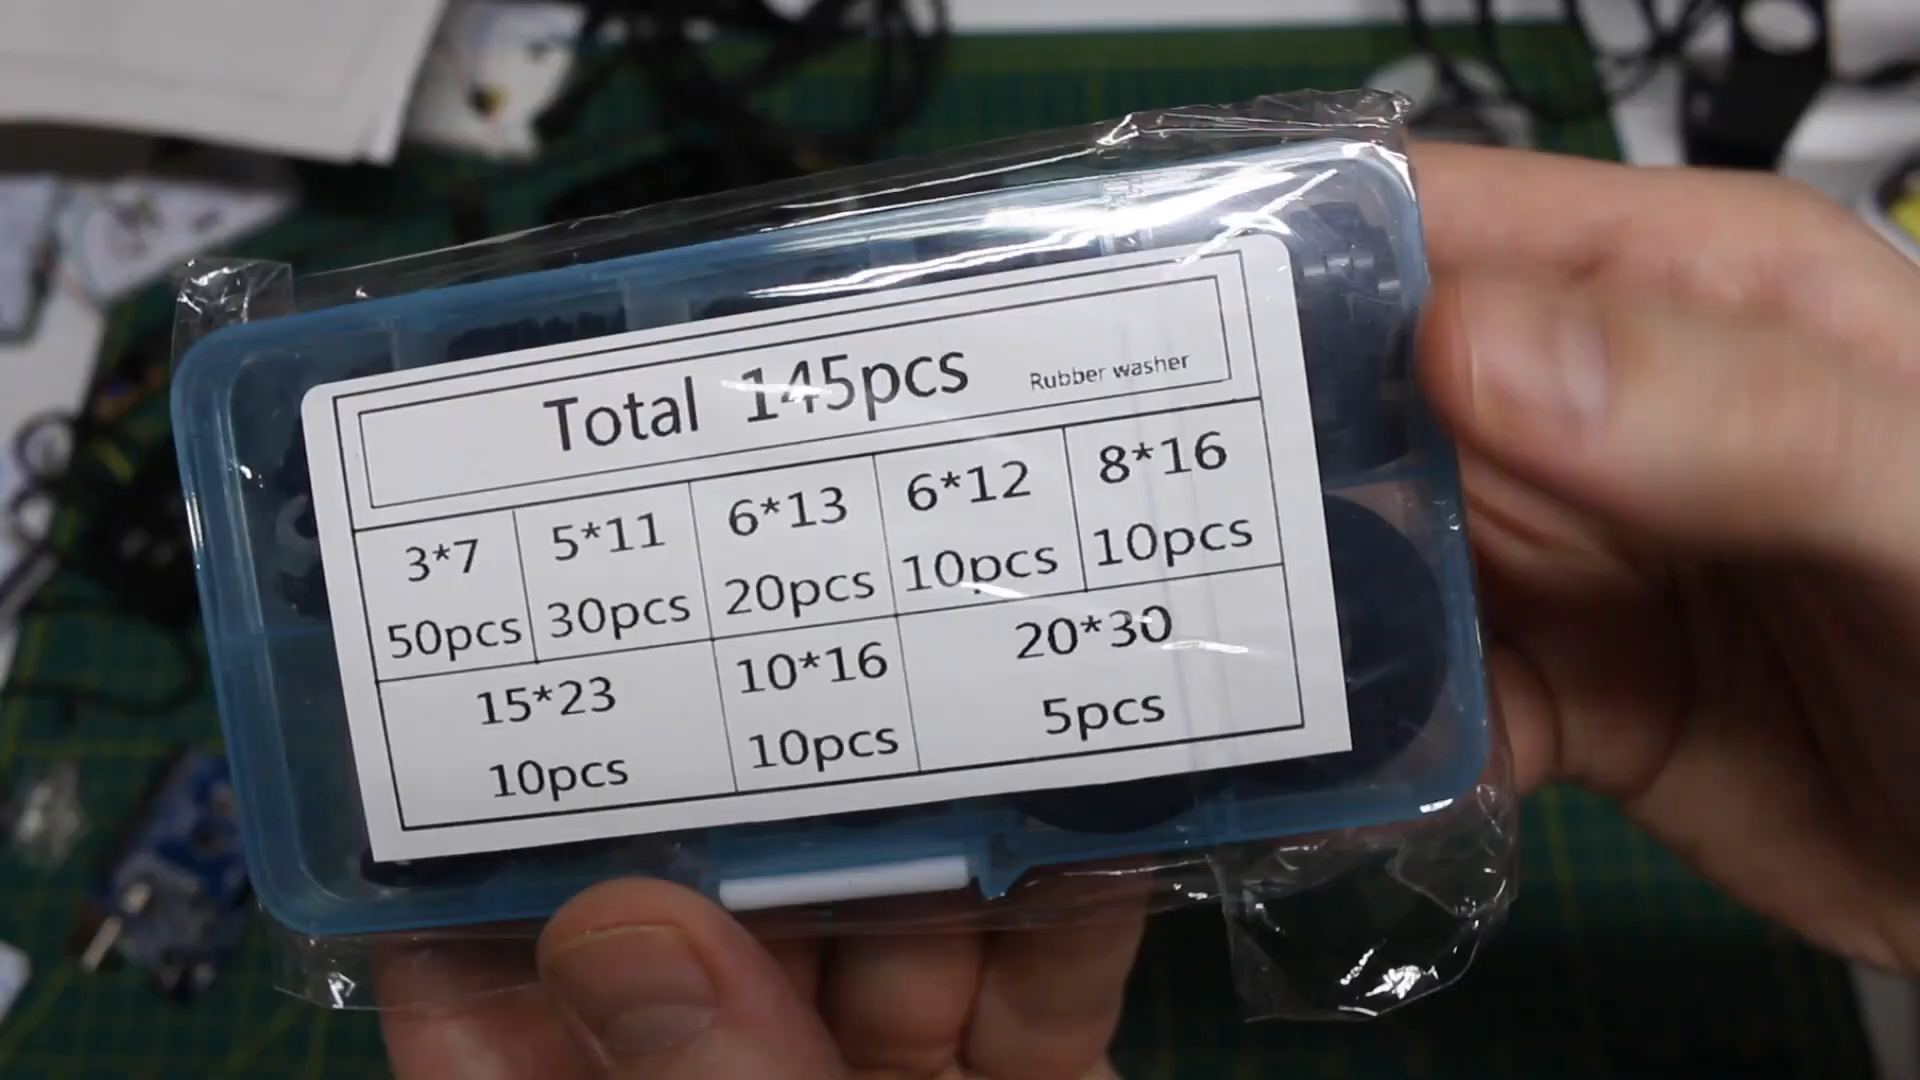 Total 145pcs Rubber washer
3*7 5*11 6*13 6*12 8*16
50pcs 30pcs 20pcs 10pcs 10pcs
15*23 10*16 20*30
10pcs 10pcs 5pcs